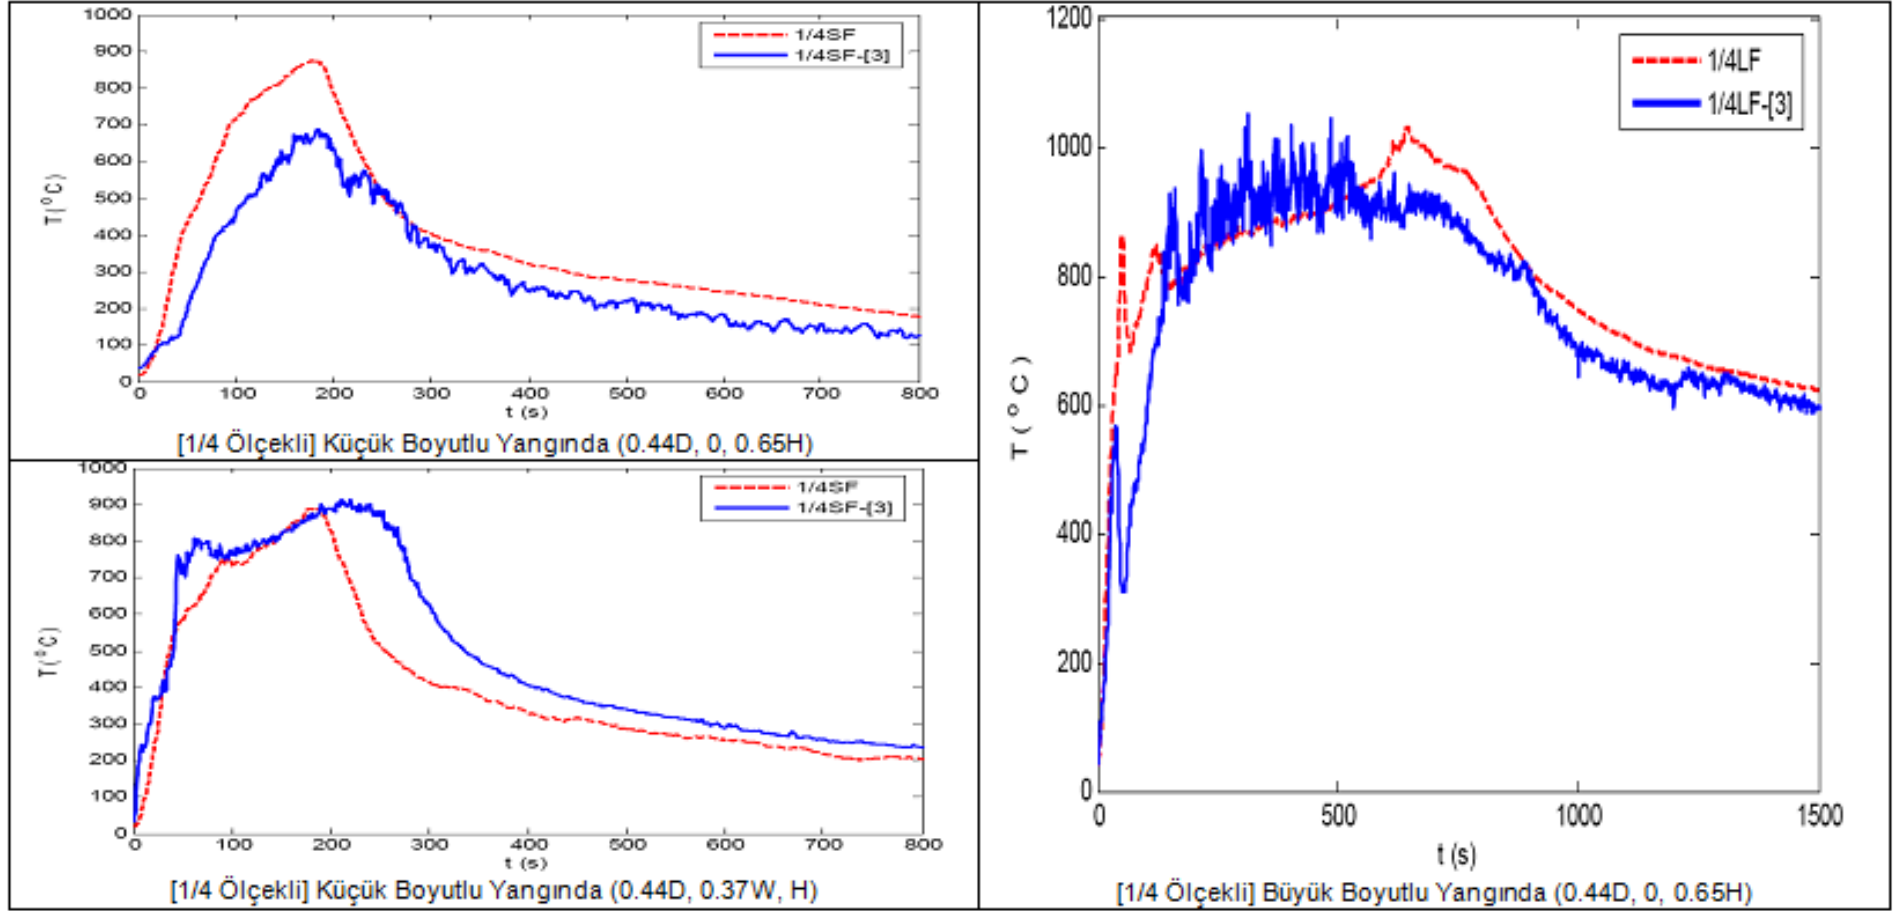 1000
900
800
700
600
500
400
300
200
100
0
T(⁰C)
1/4SF
1/4SF-[3]
0 100 200 300 400 500 600 700 800
t (s)
[1/4 Ölçekli] Küçük Boyutlu Yangında (0.44D, 0, 0.65H)
1000
900
800
700
600
500
400
300
200
100
0
T(⁰C)
1/4SF
1/4SF-[3]
0 100 200 300 400 500 600 700 800
t (s)
[1/4 Ölçekli] Küçük Boyutlu Yangında (0.44D, 0.37W, H)
1200
1000
800
600
400
200
0
T (⁰C)
1/4LF
1/4LF-[3]
0 500 1000 1500
t (s)
[1/4 Ölçekli] Büyük Boyutlu Yangında (0.44D, 0, 0.65H)